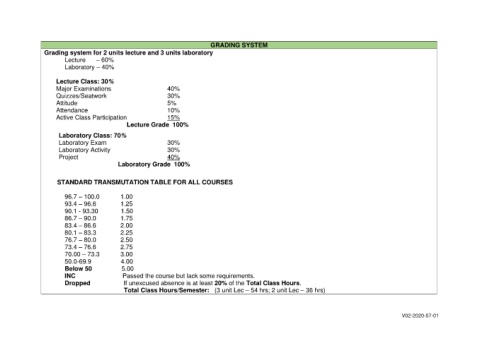 GRADING SYSTEM
Grading system for 2 units lecture and 3 units laboratory
Lecture – 60%
Laboratory – 40%
Lecture Class: 30%
Major Examinations 40%
Quizzes/Seatwork 30%
Attitude 5%
Attendance 10%
Active Class Participation 15%
Lecture Grade 100%
Laboratory Class: 70%
Laboratory Exam 30%
Laboratory Activity 30%
Project 40%
Laboratory Grade 100%
STANDARD TRANSMUTATION TABLE FOR ALL COURSES
96.7 – 100.0 1.00
93.4 – 96.6 1.25
90.1 - 93.30 1.50
86.7 – 90.0 1.75
83.4 – 86.6 2.00
80.1 – 83.3 2.25
76.7 – 80.0 2.50
73.4 – 76.6 2.75
70.00 – 73.3 3.00
50.0-69.9 4.00
Below 50 5.00
INC Passed the course but lack some requirements.
Dropped If unexcused absence is at least 20% of the Total Class Hours.
Total Class Hours/Semester: (3 unit Lec – 54 hrs; 2 unit Lec – 36 hrs)
V02-2020-07-01